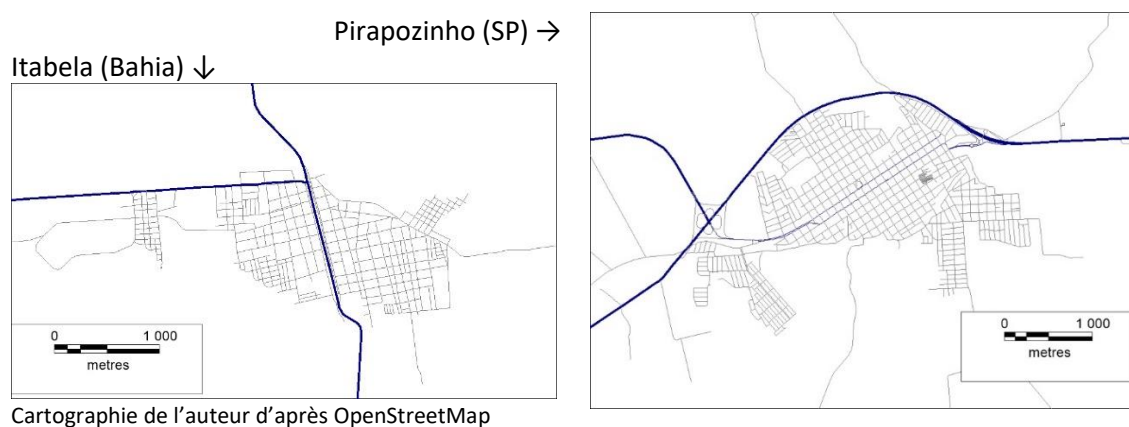 Pirapozinho (SP) →
Itabela (Bahia) ↓
0 1 000
metres
0 1 000
metres
Cartographie de l'auteur d'après OpenStreetMap